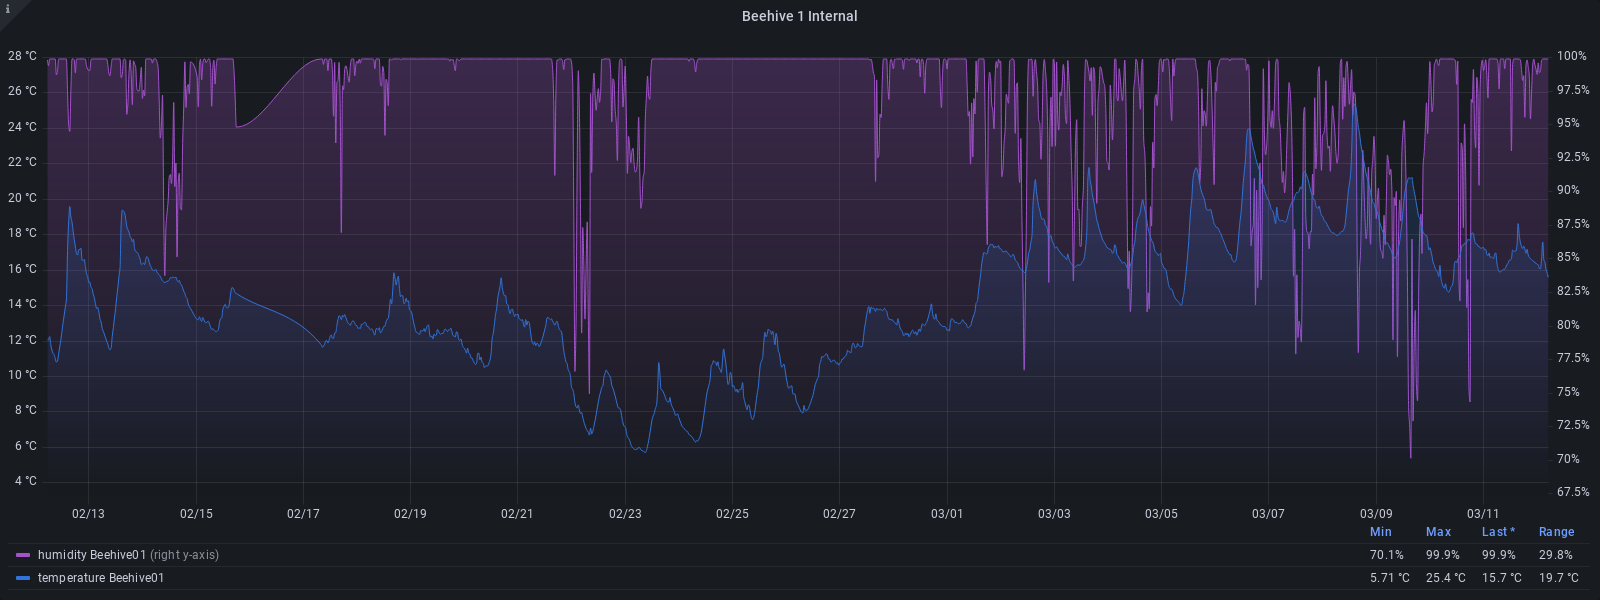 i
Beehive 1 Internal
28 °C
26 °C
24 °C
22 °C
20 °C
18 °C
16 °C
14 °C
12 °C
10 °C
8 °C
6 °C
4 °C
100%
97.5%
95%
92.5%
90%
87.5%
85%
82.5%
80%
77.5%
75%
72.5%
70%
67.5%
02/13 02/15 02/17 02/19 02/21 02/23 02/25 02/27 03/01 03/03 03/05 03/07 03/09 03/11
Min Max Last * Range
humidity Beehive01 (right y-axis) 70.1% 99.9% 99.9% 29.8%
temperature Beehive01 5.71 °C 25.4 °C 15.7 °C 19.7 °C